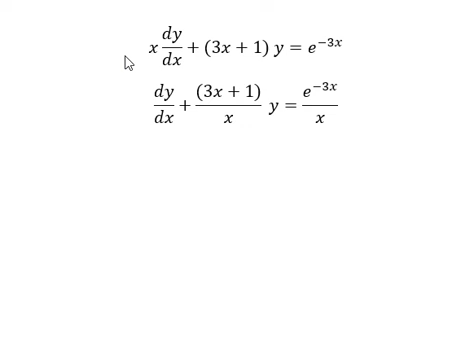 x dy/dx + (3x + 1) y = e^{−3x}
dy/dx + (3x + 1)/x y = e^{−3x}/x